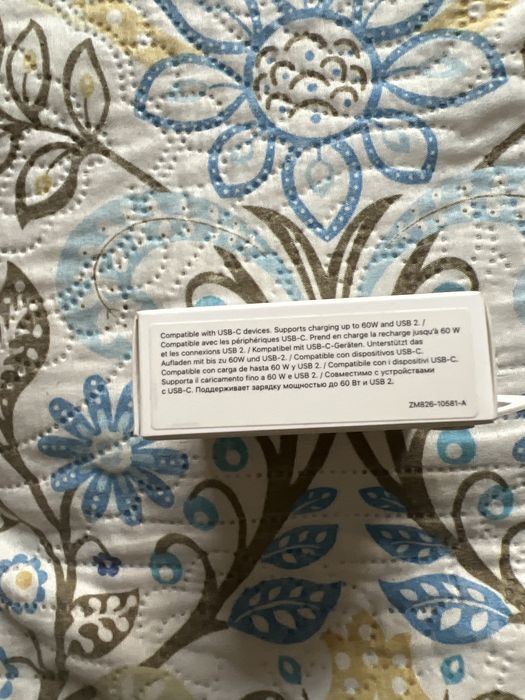 Compatible with USB-C devices. Supports charging up to 60W and USB 2. /
Compatible avec les périphériques USB-C. Prend en charge la recharge jusqu'à 60 W
et les connexions USB 2. / Kompatibel mit USB-C-Geräten. Unterstützt das
Aufladen mit bis zu 60W und USB-2. / Compatible con dispositivos USB-C.
Compatible con carga de hasta 60 W y USB 2. / Compatibile con i dispositivi USB-C.
Supporta il caricamento fino a 60 W e USB 2. / Совместимо с устройствами
с USB-C. Поддерживает зарядку мощностью до 60 Вт и USB 2.
ZM826-10581-A